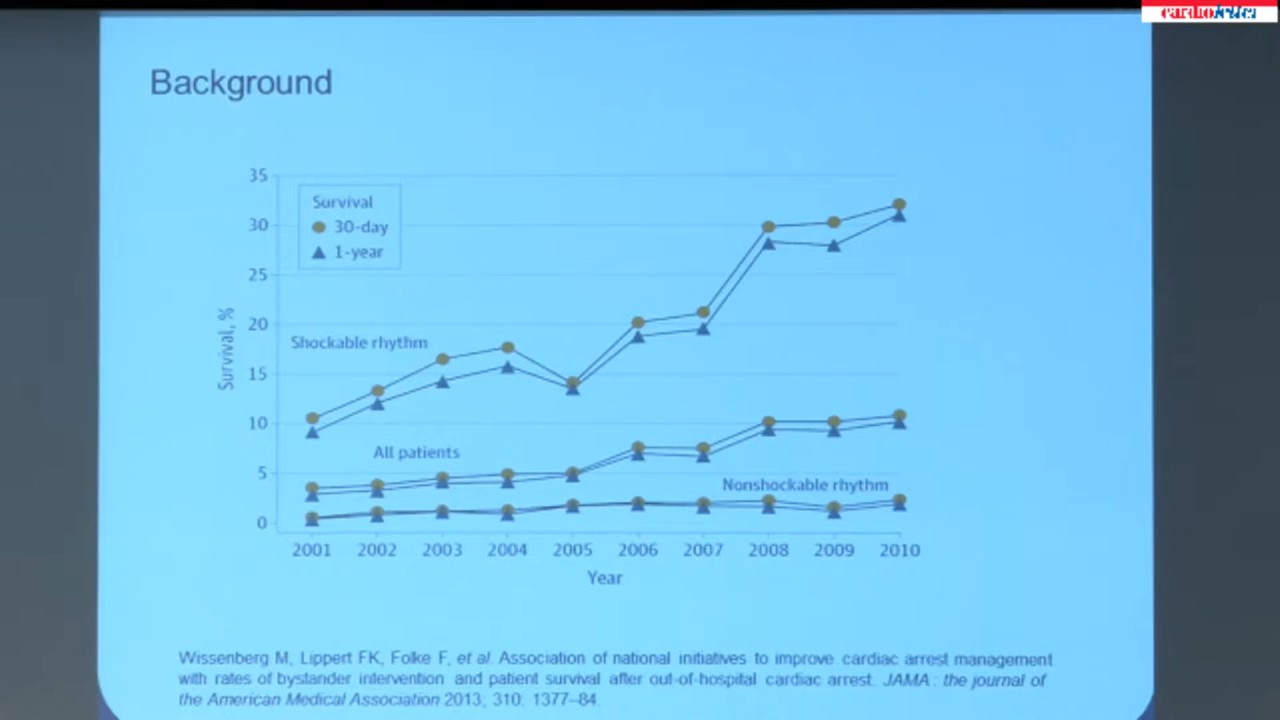 Background
35
30
25
20
15
10
5
0
Survival, %
Survival
30-day
1-year
Shockable rhythm
All patients
Nonshockable rhythm
2001 2002 2003 2004 2005 2006 2007 2008 2009 2010
Year
Wissenberg M, Lippert FK, Folke F, et al. Association of national initiatives to improve cardiac arrest management
with rates of bystander intervention and patient survival after out-of-hospital cardiac arrest. JAMA : the journal of
the American Medical Association 2013; 310: 1377–84.